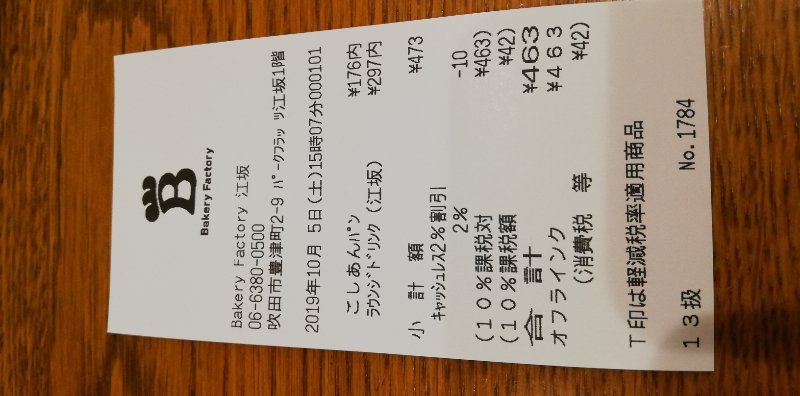 B
Bakery Factory
Bakery Factory 江坂
06-6380-0500
吹田市豊津町2-9 ﾊﾟｰｸﾌﾗｯﾂ江坂1階
2019年10月 5日(土)15時07分000101
こしあんﾊﾟﾝ ¥176内
ﾗｳﾝｼﾞﾄﾞﾘﾝｸ(江坂) ¥297内
小 計 額 ¥473
ｷｬｯｼｭﾚｽ2%割引
2% -10
(10%課税対 ¥463)
(10%課税額 ¥42)
合 計 ¥463
オフラインク ¥463
(消費税 等 ¥42)
T印は軽減税率適用商品
13扱 No.1784